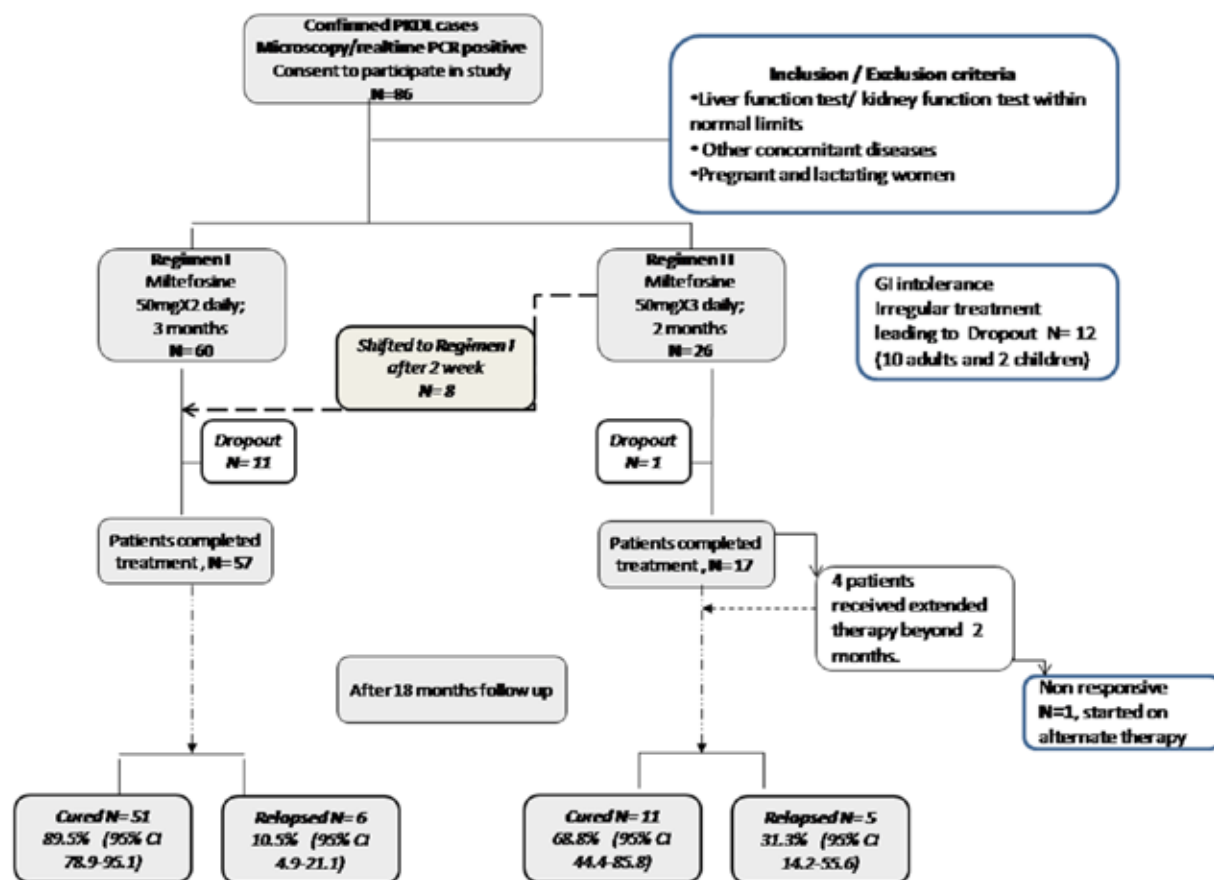 Confirmed PKDL cases
Microscopy/realtime PCR positive
Consent to participate in study
N=86
Inclusion / Exclusion criteria
•Liver function test/ kidney function test within
normal limits
• Other concomitant diseases
•Pregnant and lactating women
Regimen I
Miltefosine
50mgX2 daily;
3 months
N=60
Regimen II
Miltefosine
50mgX3 daily;
2 months
N=26
GI intolerance
Irregular treatment
leading to Dropout N= 12
(10 adults and 2 children)
Shifted to Regimen I
after 2 week
N= 8
Dropout
N= 11
Dropout
N= 1
Patients completed
treatment , N=57
Patients completed
treatment , N=17
4 patients
received extended
therapy beyond 2
months.
After 18 months follow up
Non responsive
N=1, started on
alternate therapy
Cured N= 51
89.5% (95% CI
78.9-95.1)
Relapsed N= 6
10.5% (95% CI
4.9-21.1)
Cured N= 11
68.8% (95% CI
44.4-85.8)
Relapsed N= 5
31.3% (95% CI
14.2-55.6)